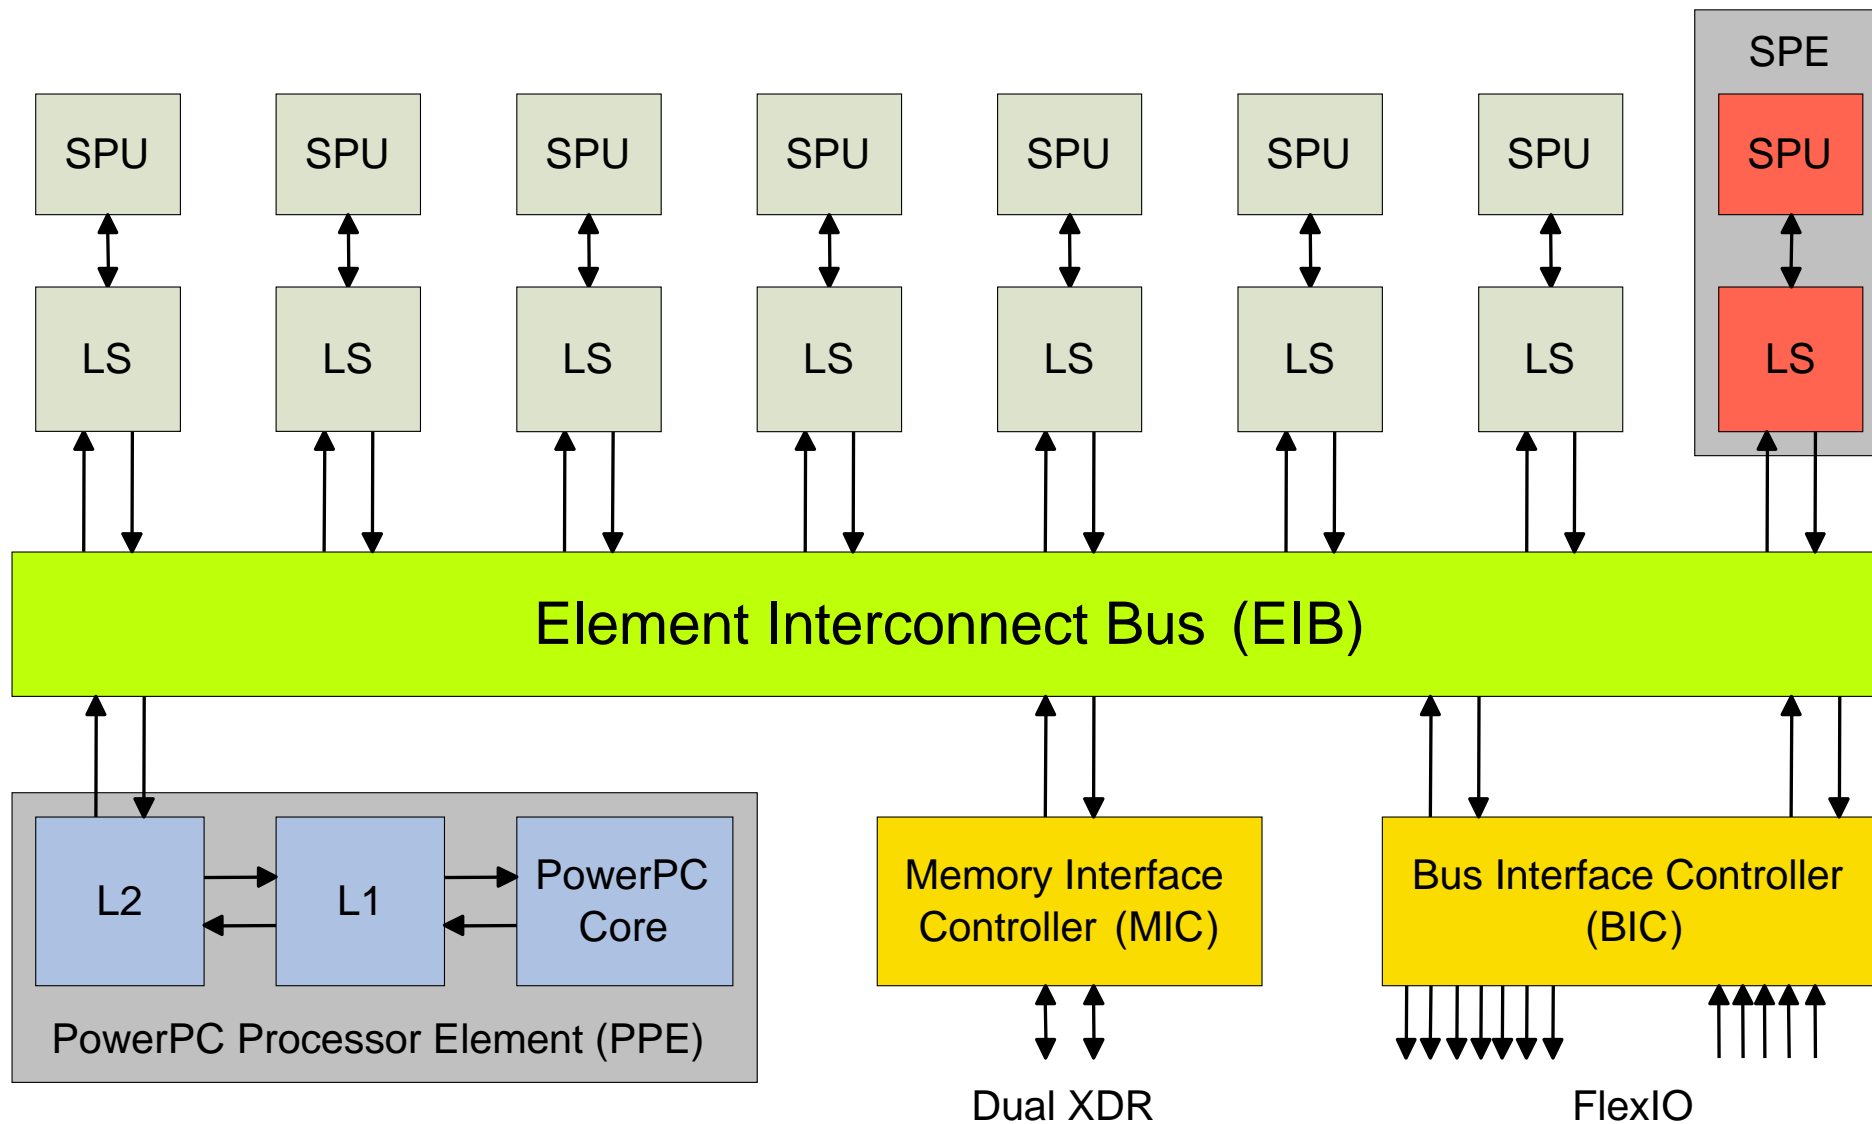 SPE
SPU SPU SPU SPU SPU SPU SPU SPU
LS LS LS LS LS LS LS LS
Element Interconnect Bus (EIB)
L2
L1
PowerPC
Core
PowerPC Processor Element (PPE)
Memory Interface
Controller (MIC)
Bus Interface Controller
(BIC)
Dual XDR
FlexIO